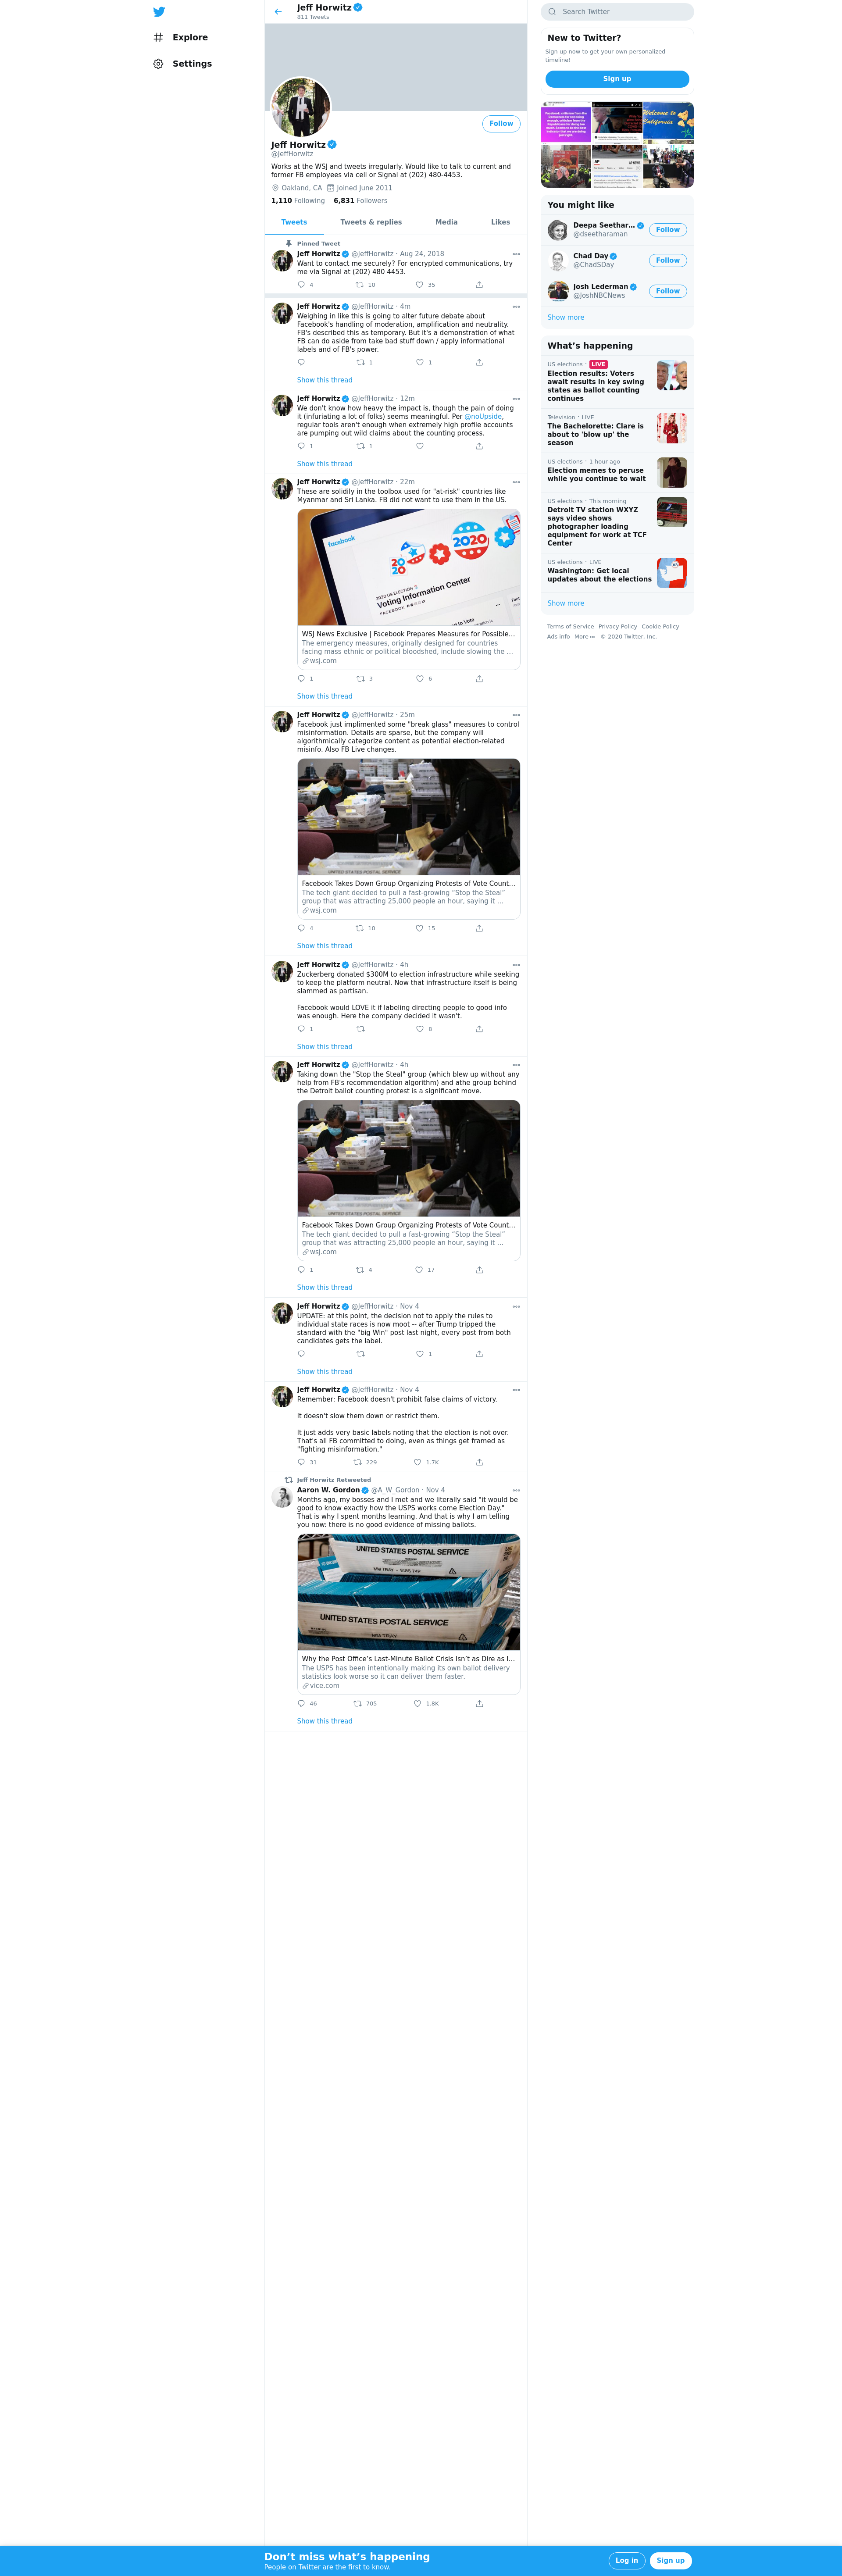 Explore
Settings
Jeff Horwitz
811 Tweets
Follow
Jeff Horwitz
@JeffHorwitz
Works at the WSJ and tweets irregularly. Would like to talk to current and
former FB employees via cell or Signal at (202) 480-4453.
Oakland, CA Joined June 2011
1,110 Following 6,831 Followers
Tweets Tweets & replies Media Likes
Pinned Tweet
Jeff Horwitz @JeffHorwitz · Aug 24, 2018
Want to contact me securely? For encrypted communications, try
me via Signal at (202) 480 4453.
4 10 35
Jeff Horwitz @JeffHorwitz · 4m
Weighing in like this is going to alter future debate about
Facebook's handling of moderation, amplification and neutrality.
FB's described this as temporary. But it's a demonstration of what
FB can do aside from take bad stuff down / apply informational
labels and of FB's power.
1 1
Show this thread
Jeff Horwitz @JeffHorwitz · 12m
We don't know how heavy the impact is, though the pain of doing
it (infuriating a lot of folks) seems meaningful. Per @noUpside,
regular tools aren't enough when extremely high profile accounts
are pumping out wild claims about the counting process.
1 1
Show this thread
Jeff Horwitz @JeffHorwitz · 22m
These are solidly in the toolbox used for "at-risk" countries like
Myanmar and Sri Lanka. FB did not want to use them in the US.
facebook
2020
2020
2020 US ELECTION
Voting Information Center
FACEBOOK
WSJ News Exclusive | Facebook Prepares Measures for Possible...
The emergency measures, originally designed for countries
facing mass ethnic or political bloodshed, include slowing the ...
wsj.com
1 3 6
Show this thread
Jeff Horwitz @JeffHorwitz · 25m
Facebook just implimented some "break glass" measures to control
misinformation. Details are sparse, but the company will
algorithmically categorize content as potential election-related
misinfo. Also FB Live changes.
UNITED STATES POSTAL SERVICE
Facebook Takes Down Group Organizing Protests of Vote Count...
The tech giant decided to pull a fast-growing “Stop the Steal”
group that was attracting 25,000 people an hour, saying it ...
wsj.com
4 10 15
Show this thread
Jeff Horwitz @JeffHorwitz · 4h
Zuckerberg donated $300M to election infrastructure while seeking
to keep the platform neutral. Now that infrastructure itself is being
slammed as partisan.
Facebook would LOVE it if labeling directing people to good info
was enough. Here the company decided it wasn't.
1 8
Show this thread
Jeff Horwitz @JeffHorwitz · 4h
Taking down the "Stop the Steal" group (which blew up without any
help from FB's recommendation algorithm) and athe group behind
the Detroit ballot counting protest is a significant move.
UNITED STATES POSTAL SERVICE
Facebook Takes Down Group Organizing Protests of Vote Count...
The tech giant decided to pull a fast-growing “Stop the Steal”
group that was attracting 25,000 people an hour, saying it ...
wsj.com
1 4 17
Show this thread
Jeff Horwitz @JeffHorwitz · Nov 4
UPDATE: at this point, the decision not to apply the rules to
individual state races is now moot -- after Trump tripped the
standard with the "big Win" post last night, every post from both
candidates gets the label.
1
Show this thread
Jeff Horwitz @JeffHorwitz · Nov 4
Remember: Facebook doesn't prohibit false claims of victory.
It doesn't slow them down or restrict them.
It just adds very basic labels noting that the election is not over.
That's all FB committed to doing, even as things get framed as
"fighting misinformation."
31 229 1.7K
Jeff Horwitz Retweeted
Aaron W. Gordon @A_W_Gordon · Nov 4
Months ago, my bosses and I met and we literally said "it would be
good to know exactly how the USPS works come Election Day."
That is why I spent months learning. And that is why I am telling
you now: there is no good evidence of missing ballots.
UNITED STATES POSTAL SERVICE
MM TRAY
UNITED STATES POSTAL SERVICE
MM TRAY
Why the Post Office’s Last-Minute Ballot Crisis Isn’t as Dire as I...
The USPS has been intentionally making its own ballot delivery
statistics look worse so it can deliver them faster.
vice.com
46 705 1.8K
Show this thread
Search Twitter
New to Twitter?
Sign up now to get your own personalized
timeline!
Sign up
Welcome to
California
You might like
Deepa Seethar...
@dseetharaman
Follow
Chad Day
@ChadSDay
Follow
Josh Lederman
@JoshNBCNews
Follow
Show more
What’s happening
US elections · LIVE
Election results: Voters
await results in key swing
states as ballot counting
continues
Television · LIVE
The Bachelorette: Clare is
about to 'blow up' the
season
US elections · 1 hour ago
Election memes to peruse
while you continue to wait
US elections · This morning
Detroit TV station WXYZ
says video shows
photographer loading
equipment for work at TCF
Center
US elections · LIVE
Washington: Get local
updates about the elections
Show more
Terms of Service Privacy Policy Cookie Policy
Ads info More © 2020 Twitter, Inc.
Don’t miss what’s happening
People on Twitter are the first to know.
Log in Sign up